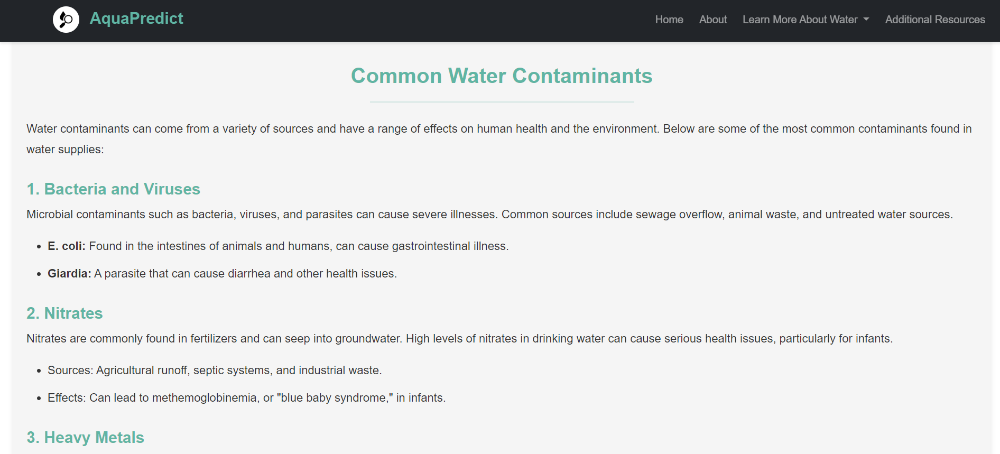 AquaPredict
Home About Learn More About Water Additional Resources
Common Water Contaminants
Water contaminants can come from a variety of sources and have a range of effects on human health and the environment. Below are some of the most common contaminants found in
water supplies:
1. Bacteria and Viruses
Microbial contaminants such as bacteria, viruses, and parasites can cause severe illnesses. Common sources include sewage overflow, animal waste, and untreated water sources.
• E. coli: Found in the intestines of animals and humans, can cause gastrointestinal illness.
• Giardia: A parasite that can cause diarrhea and other health issues.
2. Nitrates
Nitrates are commonly found in fertilizers and can seep into groundwater. High levels of nitrates in drinking water can cause serious health issues, particularly for infants.
• Sources: Agricultural runoff, septic systems, and industrial waste.
• Effects: Can lead to methemoglobinemia, or "blue baby syndrome," in infants.
3. Heavy Metals